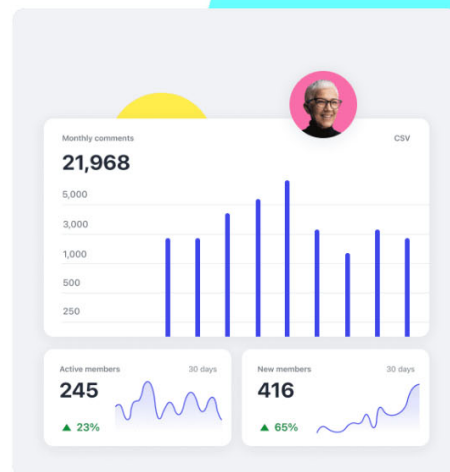 Monthly comments
CSV
21,968
5,000
3,000
1,000
500
250
Active members
30 days
245
▲ 23%
New members
30 days
416
▲ 65%